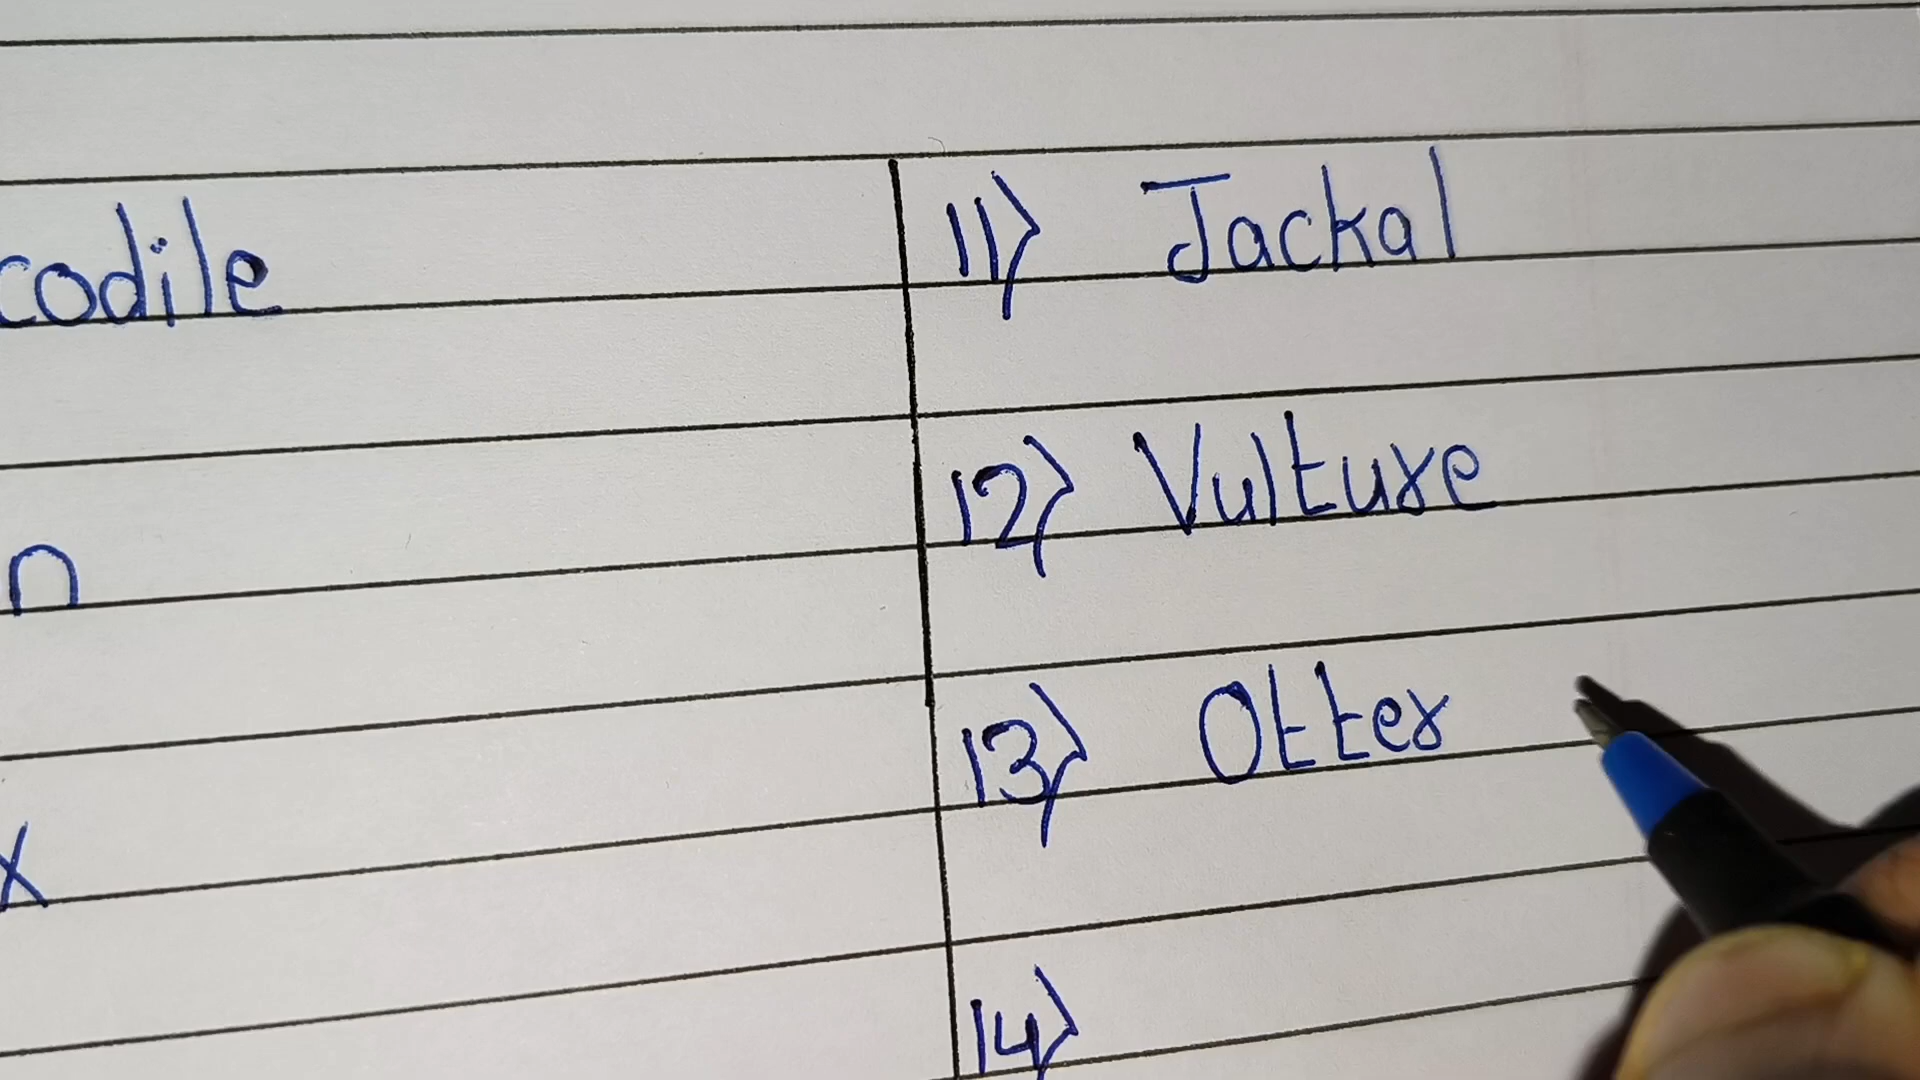 codile
n
x
11) Jackal
12) Vulture
13) Otter
14)